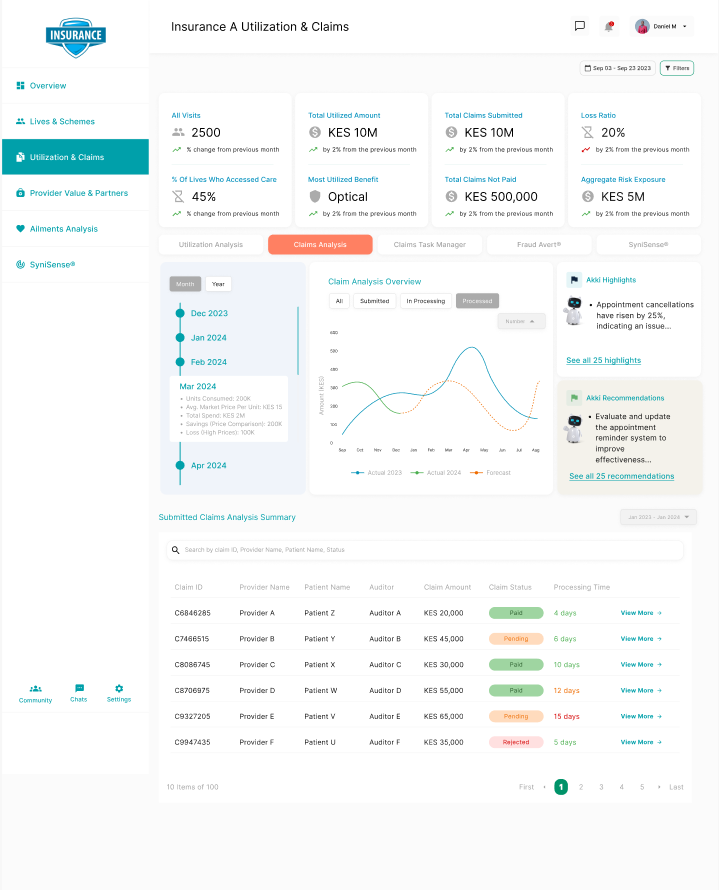 INSURANCE
Insurance A Utilization & Claims
Daniel M
Sep 03 - Sep 23 2023
Filters
Overview
Lives & Schemes
Utilization & Claims
Provider Value & Partners
Ailments Analysis
SyniSense®
All Visits
2500
% change from previous month
Total Utilized Amount
KES 10M
by 2% from the previous month
Total Claims Submitted
KES 10M
by 2% from the previous month
Loss Ratio
20%
by 2% from the previous month
% Of Lives Who Accessed Care
45%
% change from previous month
Most Utilized Benefit
Optical
by 2% from the previous month
Total Claims Not Paid
KES 500,000
by 2% from the previous month
Aggregate Risk Exposure
KES 5M
by 2% from the previous month
Utilization Analysis
Claims Analysis
Claims Task Manager
Fraud Avert®
SyniSense®
Month
Year
Dec 2023
Jan 2024
Feb 2024
Mar 2024
• Units Consumed: 200K
• Avg. Market Price Per Unit: KES 15
• Total Spend: KES 2M
• Savings (Price Comparison): 200K
• Loss (High Prices): 100K
Apr 2024
Claim Analysis Overview
All
Submitted
In Processing
Processed
Number
Amount (KES)
600
500
400
300
200
100
0
Sep Oct Nov Dec Jan Feb Mar Apr May Jun Jul Aug
Actual 2023
Actual 2024
Forecast
Akki Highlights
• Appointment cancellations
have risen by 25%,
indicating an issue...
See all 25 highlights
Akki Recommendations
• Evaluate and update
the appointment
reminder system to
improve
effectiveness...
See all 25 recommendations
Submitted Claims Analysis Summary
Jan 2023 - Jan 2024
Search by claim ID, Provider Name, Patient Name, Status
Claim ID Provider Name Patient Name Auditor Claim Amount Claim Status Processing Time
C6846285 Provider A Patient Z Auditor A KES 20,000 Paid 4 days View More
C7466515 Provider B Patient Y Auditor B KES 45,000 Pending 6 days View More
C8086745 Provider C Patient X Auditor C KES 30,000 Paid 10 days View More
C8706975 Provider D Patient W Auditor D KES 55,000 Paid 12 days View More
C9327205 Provider E Patient V Auditor E KES 65,000 Pending 15 days View More
C9947435 Provider F Patient U Auditor F KES 35,000 Rejected 5 days View More
Community
Chats
Settings
10 items of 100
First 1 2 3 4 5 Last